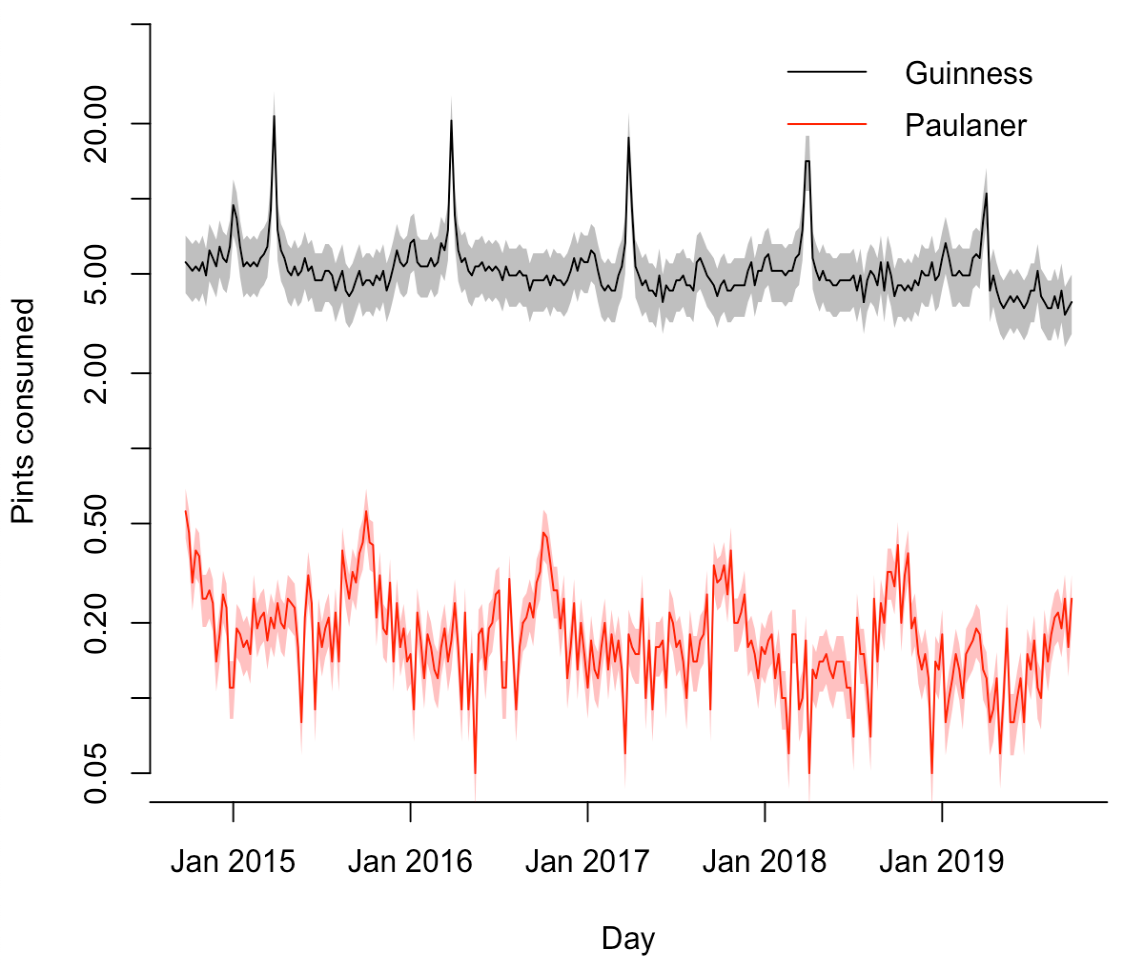 Guinness
Paulaner
Pints consumed
20.00
5.00
2.00
0.50
0.20
0.05
Jan 2015
Jan 2016
Jan 2017
Jan 2018
Jan 2019
Day